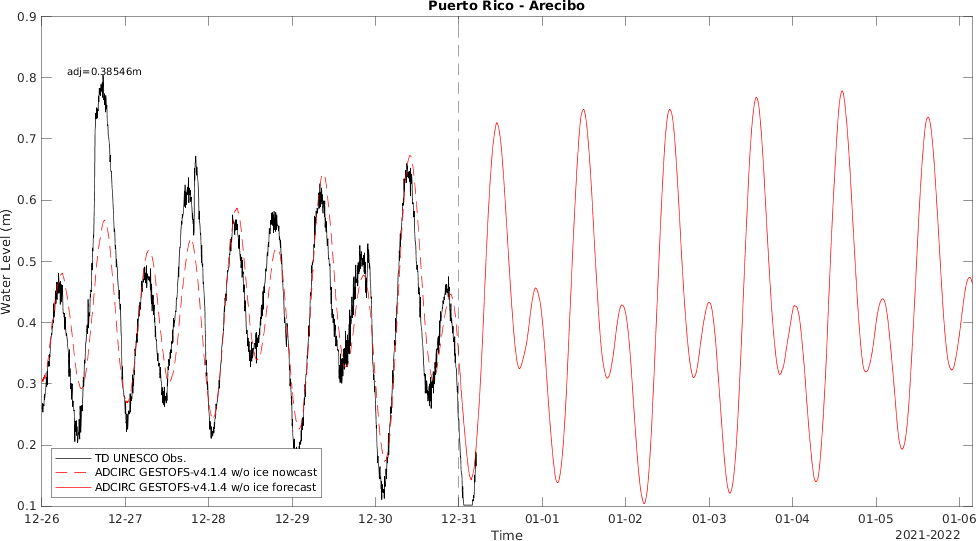 Puerto Rico - Arecibo
0.9
0.8
0.7
0.6
0.5
0.4
0.3
0.2
0.1
Water Level (m)
adj=0.38546m
TD UNESCO Obs.
ADCIRC GESTOFS-v4.1.4 w/o ice nowcast
ADCIRC GESTOFS-v4.1.4 w/o ice forecast
12-26 12-27 12-28 12-29 12-30 12-31 01-01 01-02 01-03 01-04 01-05 01-06
Time
2021-2022